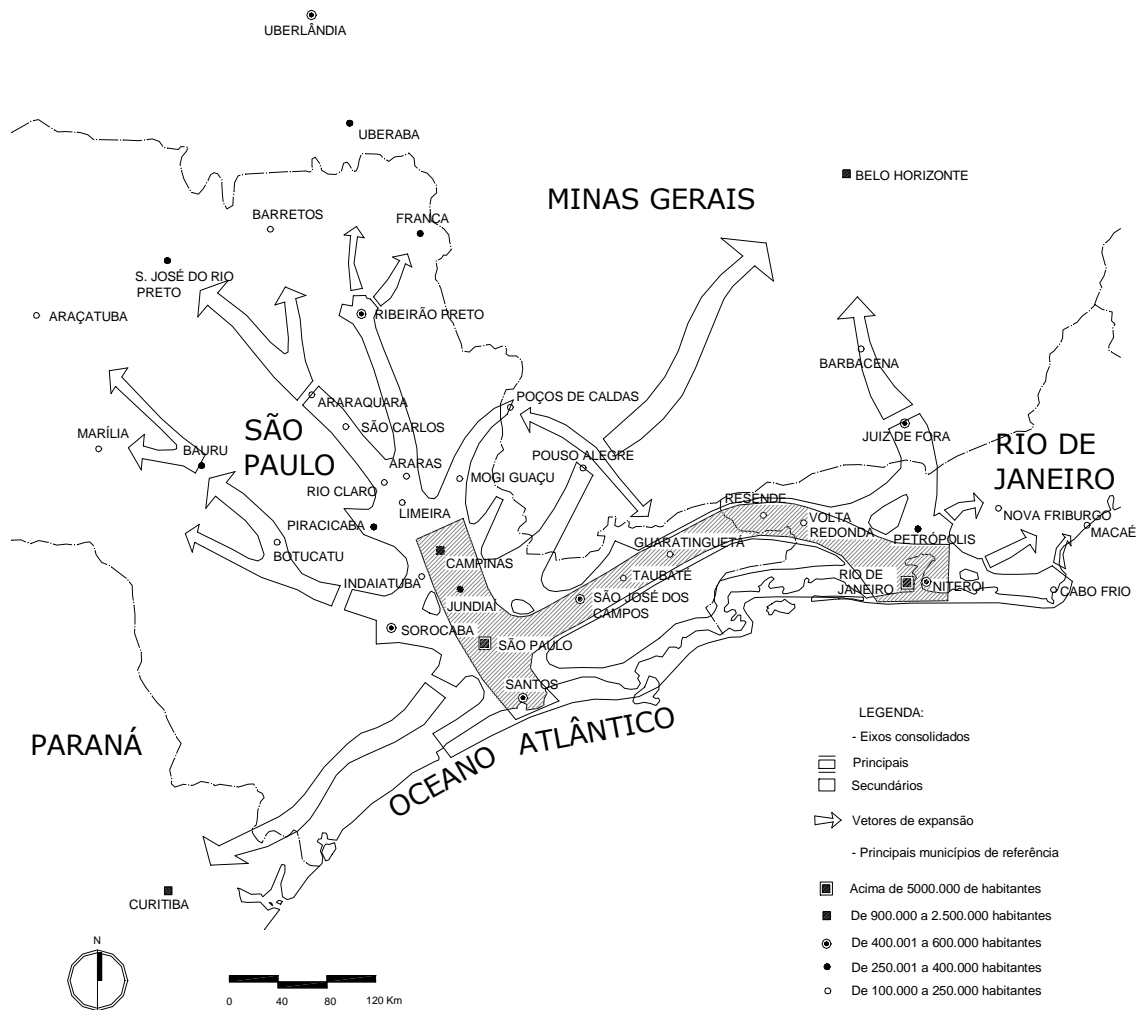 UBERLÂNDIA
UBERABA
BELO HORIZONTE
MINAS GERAIS
BARRETOS
FRANÇA
S. JOSÉ DO RIO
PRETO
ARAÇATUBA
RIBEIRÃO PRETO
BARBACENA
POÇOS DE CALDAS
ARARAQUARA
SÃO CARLOS
SÃO
PAULO
MARÍLIA
BAURU
JUIZ DE FORA
RIO DE
JANEIRO
POUSO ALEGRE
ARARAS
MOGI GUAÇU
RIO CLARO
LIMEIRA
RESENDE
VOLTA
REDONDA
NOVA FRIBURGO
MACAÉ
PIRACICABA
PETRÓPOLIS
GUARATINGUETÁ
BOTUCATU
CAMPINAS
INDAIATUBA
TAUBATÉ
RIO DE
JANEIRO
NITEROI
CABO FRIO
JUNDIAÍ
SÃO JOSÉ DOS
CAMPOS
SOROCABA
SÃO PAULO
SANTOS
PARANÁ
OCEANO ATLÂNTICO
CURITIBA
LEGENDA:
- Eixos consolidados
Principais
Secundários
Vetores de expansão
- Principais municípios de referência
Acima de 5000.000 de habitantes
De 900.000 a 2.500.000 habitantes
De 400.001 a 600.000 habitantes
De 250.001 a 400.000 habitantes
De 100.000 a 250.000 habitantes
N
0 40 80 120 Km